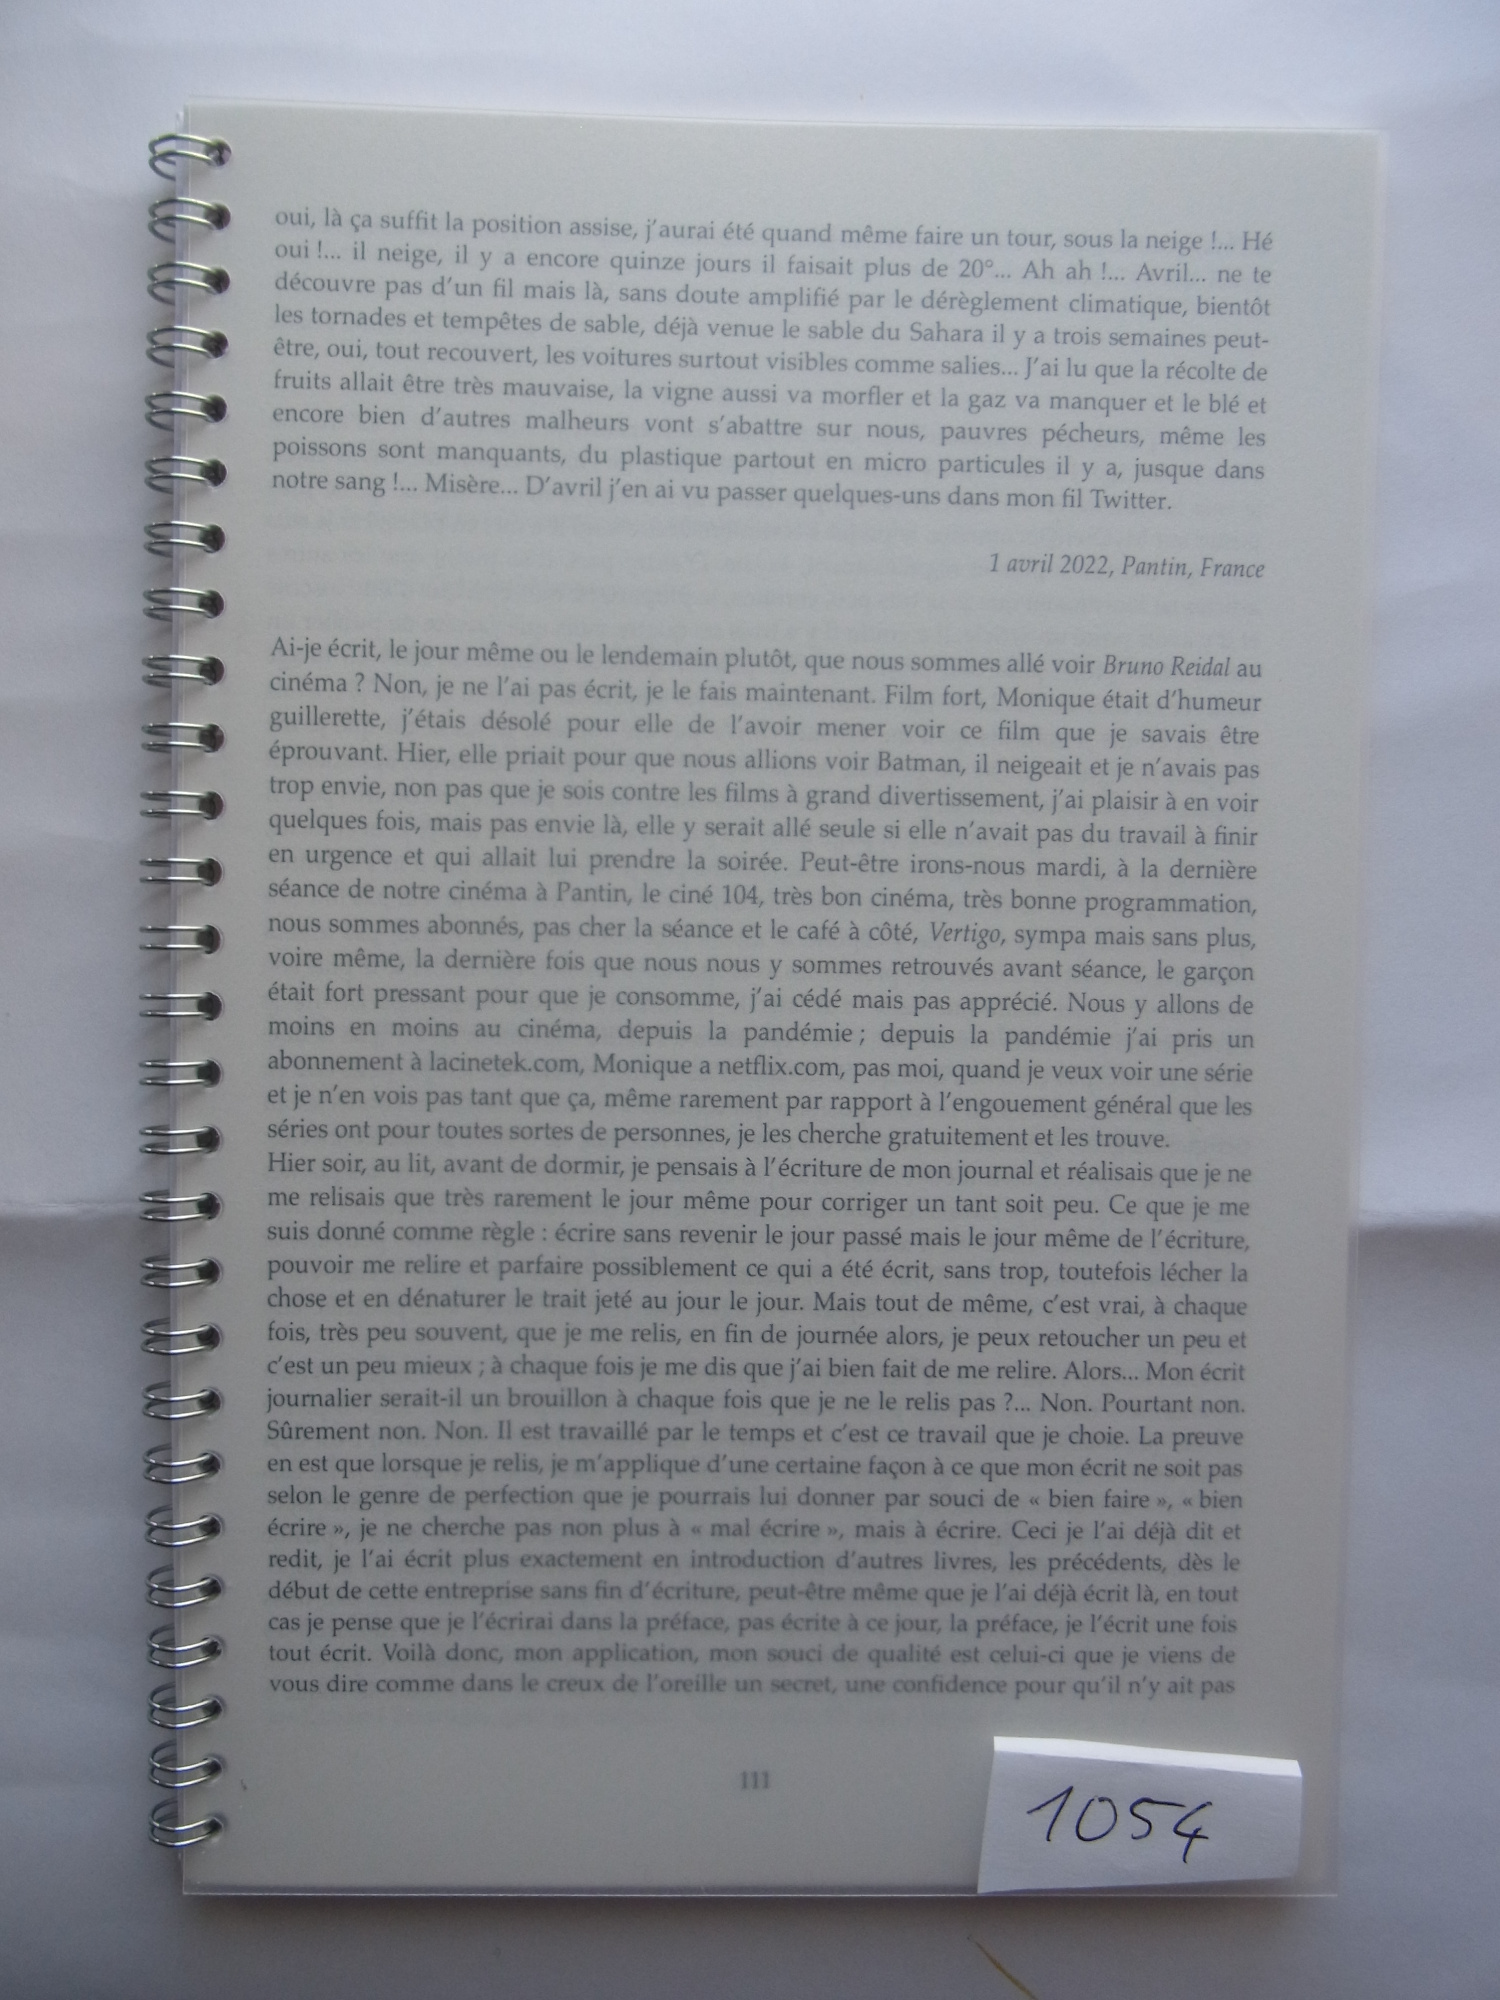 oui, là ça suffit la position assise, j'aurai été quand même faire un tour, sous la neige !... Hé
oui !... il neige, il y a encore quinze jours il faisait plus de 20°... Ah ah !... Avril... ne te
découvre pas d'un fil mais là, sans doute amplifié par le dérèglement climatique, bientôt
les tornades et tempêtes de sable, déjà venue le sable du Sahara il y a trois semaines peut-
être, oui, tout recouvert, les voitures surtout visibles comme salies... J'ai lu que la récolte de
fruits allait être très mauvaise, la vigne aussi va morfler et la gaz va manquer et le blé et
encore bien d'autres malheurs vont s'abattre sur nous, pauvres pécheurs, même les
poissons sont manquants, du plastique partout en micro particules il y a, jusque dans
notre sang !... Misère... D'avril j'en ai vu passer quelques-uns dans mon fil Twitter.
1 avril 2022, Pantin, France
Ai-je écrit, le jour même ou le lendemain plutôt, que nous sommes allé voir Bruno Reidal au
cinéma ? Non, je ne l'ai pas écrit, je le fais maintenant. Film fort, Monique était d'humeur
guillerette, j'étais désolé pour elle de l'avoir mener voir ce film que je savais être
éprouvant. Hier, elle priait pour que nous allions voir Batman, il neigeait et je n'avais pas
trop envie, non pas que je sois contre les films à grand divertissement, j'ai plaisir à en voir
quelques fois, mais pas envie là, elle y serait allé seule si elle n'avait pas du travail à finir
en urgence et qui allait lui prendre la soirée. Peut-être irons-nous mardi, à la dernière
séance de notre cinéma à Pantin, le ciné 104, très bon cinéma, très bonne programmation,
nous sommes abonnés, pas cher la séance et le café à côté, Vertigo, sympa mais sans plus,
voire même, la dernière fois que nous nous y sommes retrouvés avant séance, le garçon
était fort pressant pour que je consomme, j'ai cédé mais pas apprécié. Nous y allons de
moins en moins au cinéma, depuis la pandémie ; depuis la pandémie j'ai pris un
abonnement à lacinetek.com, Monique a netflix.com, pas moi, quand je veux voir une série
et je n'en vois pas tant que ça, même rarement par rapport à l'engouement général que les
séries ont pour toutes sortes de personnes, je les cherche gratuitement et les trouve.
Hier soir, au lit, avant de dormir, je pensais à l'écriture de mon journal et réalisais que je ne
me relisais que très rarement le jour même pour corriger un tant soit peu. Ce que je me
suis donné comme règle : écrire sans revenir le jour passé mais le jour même de l'écriture,
pouvoir me relire et parfaire possiblement ce qui a été écrit, sans trop, toutefois lécher la
chose et en dénaturer le trait jeté au jour le jour. Mais tout de même, c'est vrai, à chaque
fois, très peu souvent, que je me relis, en fin de journée alors, je peux retoucher un peu et
c'est un peu mieux ; à chaque fois je me dis que j'ai bien fait de me relire. Alors... Mon écrit
journalier serait-il un brouillon à chaque fois que je ne le relis pas ?... Non. Pourtant non.
Sûrement non. Non. Il est travaillé par le temps et c'est ce travail que je choie. La preuve
en est que lorsque je relis, je m'applique d'une certaine façon à ce que mon écrit ne soit pas
selon le genre de perfection que je pourrais lui donner par souci de « bien faire », « bien
écrire », je ne cherche pas non plus à « mal écrire », mais à écrire. Ceci je l'ai déjà dit et
redit, je l'ai écrit plus exactement en introduction d'autres livres, les précédents, dès le
début de cette entreprise sans fin d'écriture, peut-être même que je l'ai déjà écrit là, en tout
cas je pense que je l'écrirai dans la préface, pas écrite à ce jour, la préface, je l'écrit une fois
tout écrit. Voilà donc, mon application, mon souci de qualité est celui-ci que je viens de
vous dire comme dans le creux de l'oreille un secret, une confidence pour qu'il n'y ait pas
111
1054